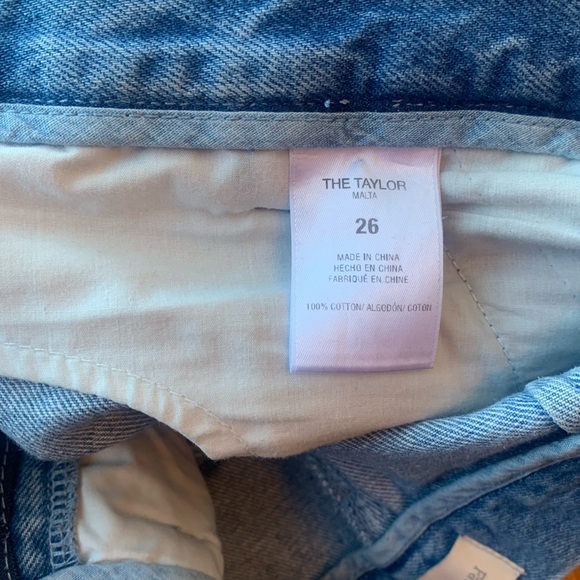 THE TAYLOR
MALTA
26
MADE IN CHINA
HECHO EN CHINA
FABRIQUÉ EN CHINE
100% COTTON/ ALGODÓN/ COTON